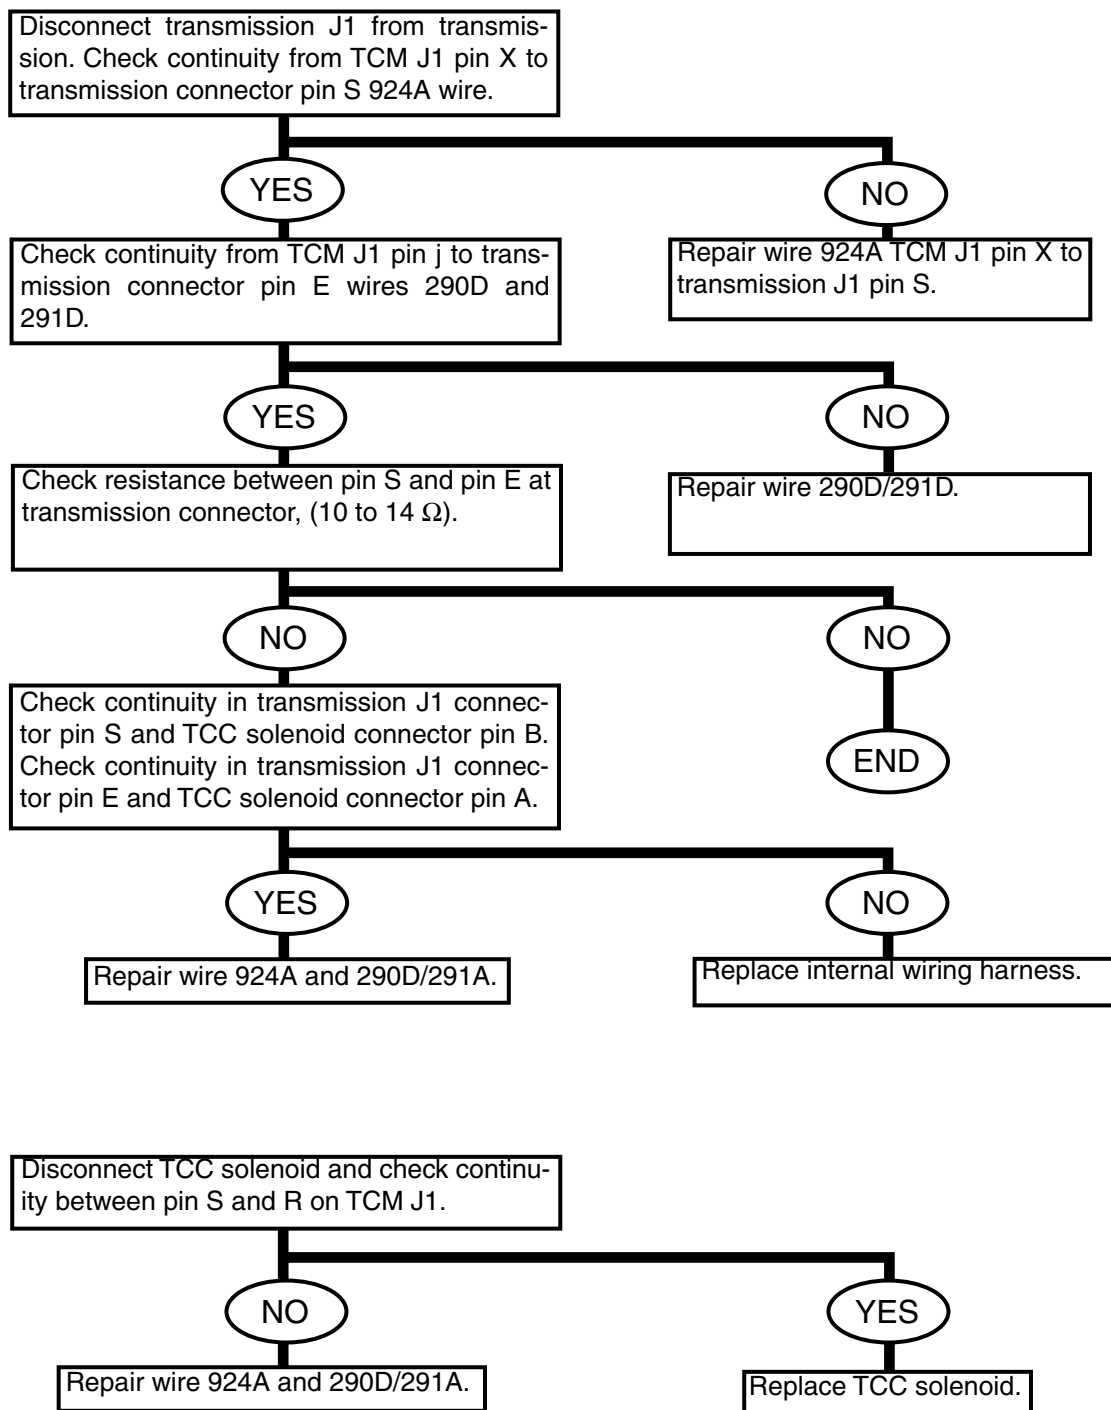 Disconnect transmission J1 from transmis-
sion. Check continuity from TCM J1 pin X to
transmission connector pin S 924A wire.
YES
NO
Check continuity from TCM J1 pin j to trans-
mission connector pin E wires 290D and
291D.
Repair wire 924A TCM J1 pin X to
transmission J1 pin S.
YES
NO
Check resistance between pin S and pin E at
transmission connector, (10 to 14 Ω).
Repair wire 290D/291D.
NO
NO
Check continuity in transmission J1 connec-
tor pin S and TCC solenoid connector pin B.
Check continuity in transmission J1 connec-
tor pin E and TCC solenoid connector pin A.
END
YES
NO
Repair wire 924A and 290D/291A.
Replace internal wiring harness.
Disconnect TCC solenoid and check continu-
ity between pin S and R on TCM J1.
NO
YES
Repair wire 924A and 290D/291A.
Replace TCC solenoid.